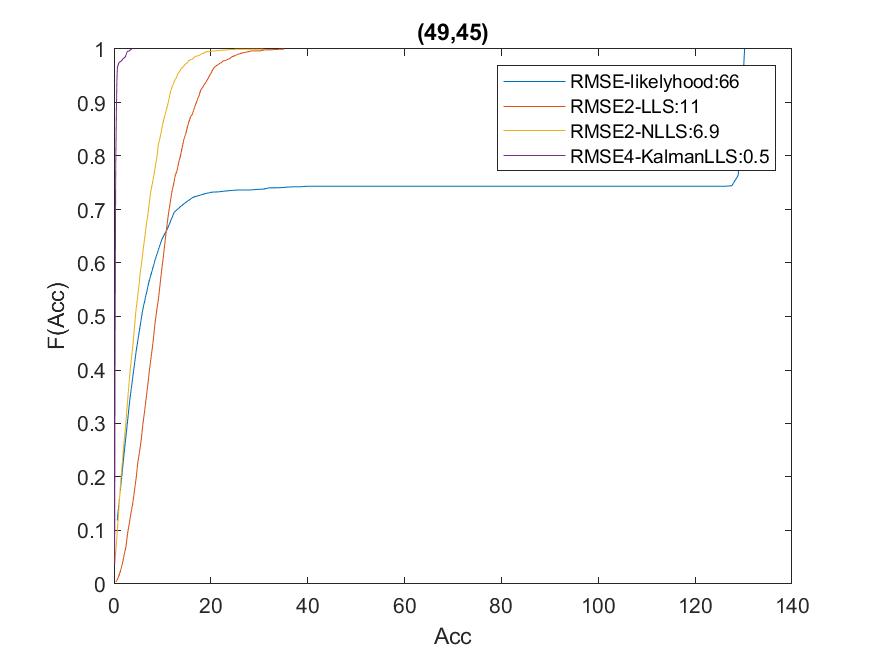 (49,45)
1
0.9
0.8
0.7
0.6
0.5
0.4
0.3
0.2
0.1
0
F(Acc)
RMSE-likelyhood:66
RMSE2-LLS:11
RMSE2-NLLS:6.9
RMSE4-KalmanLLS:0.5
0 20 40 60 80 100 120 140
Acc